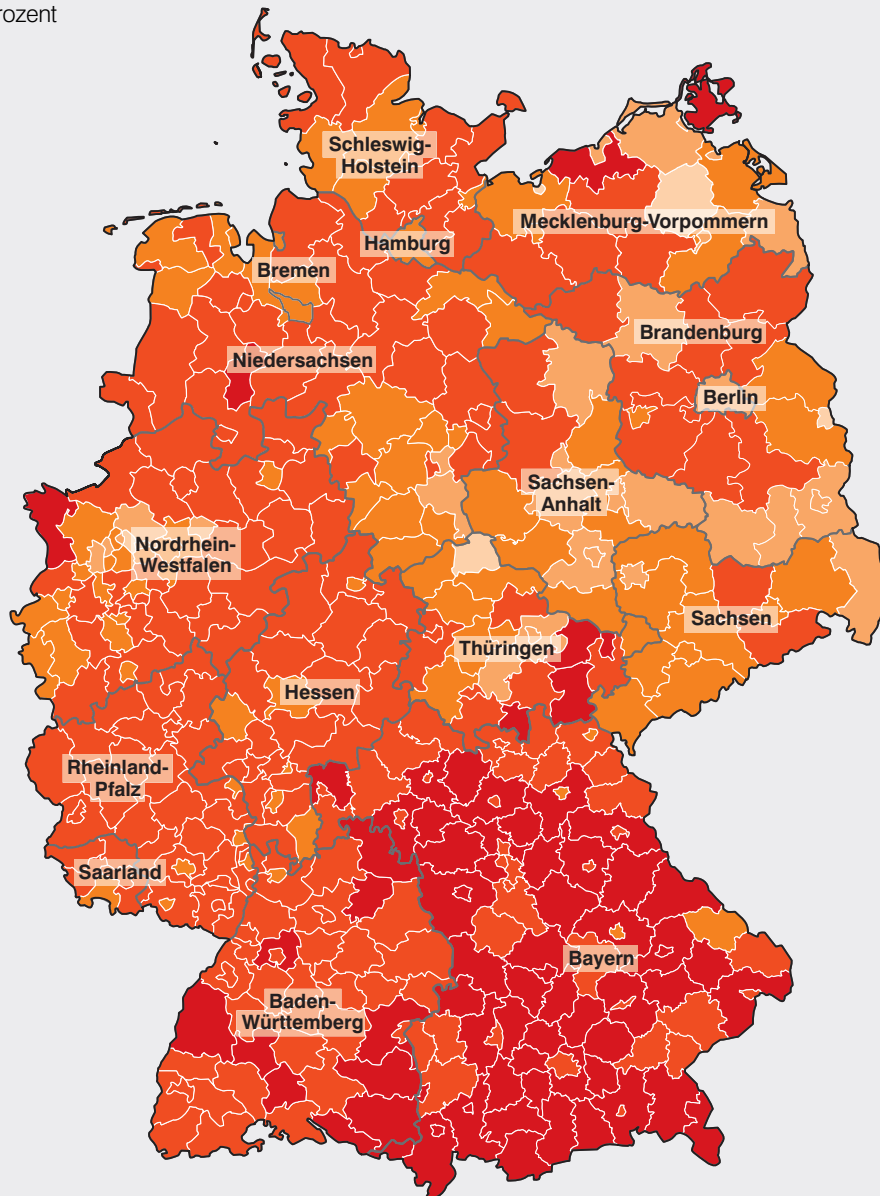 rozent
Schleswig-
Holstein
Mecklenburg-Vorpommern
Hamburg
Bremen
Brandenburg
Niedersachsen
Berlin
Sachsen-
Anhalt
Nordrhein-
Westfalen
Sachsen
Thüringen
Hessen
Rheinland-
Pfalz
Saarland
Bayern
Baden-
Württemberg